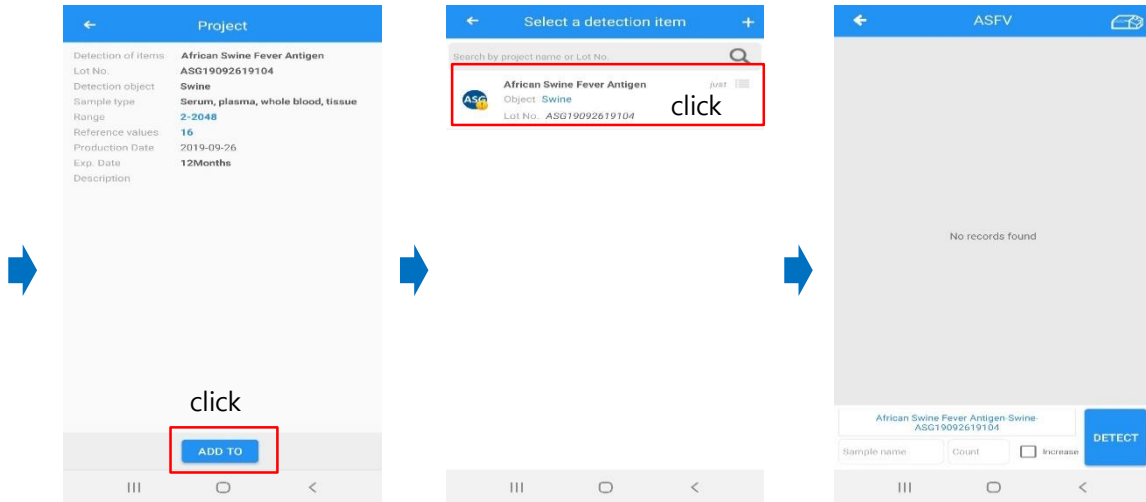 Project
Detection of items African Swine Fever Antigen
Lot No. ASG19092619104
Detection object Swine
Sample type Serum, plasma, whole blood, tissue
Range 2-2048
Reference values 16
Production Date 2019-09-26
Exp. Date 12Months
Description
click
ADD TO
Select a detection item +
Search by project name or Lot No.
African Swine Fever Antigen just
ASG Object Swine
Lot No. ASG19092619104
click
ASFV
No records found
African Swine Fever Antigen-Swine-
ASG19092619104
DETECT
Sample name Count Increase